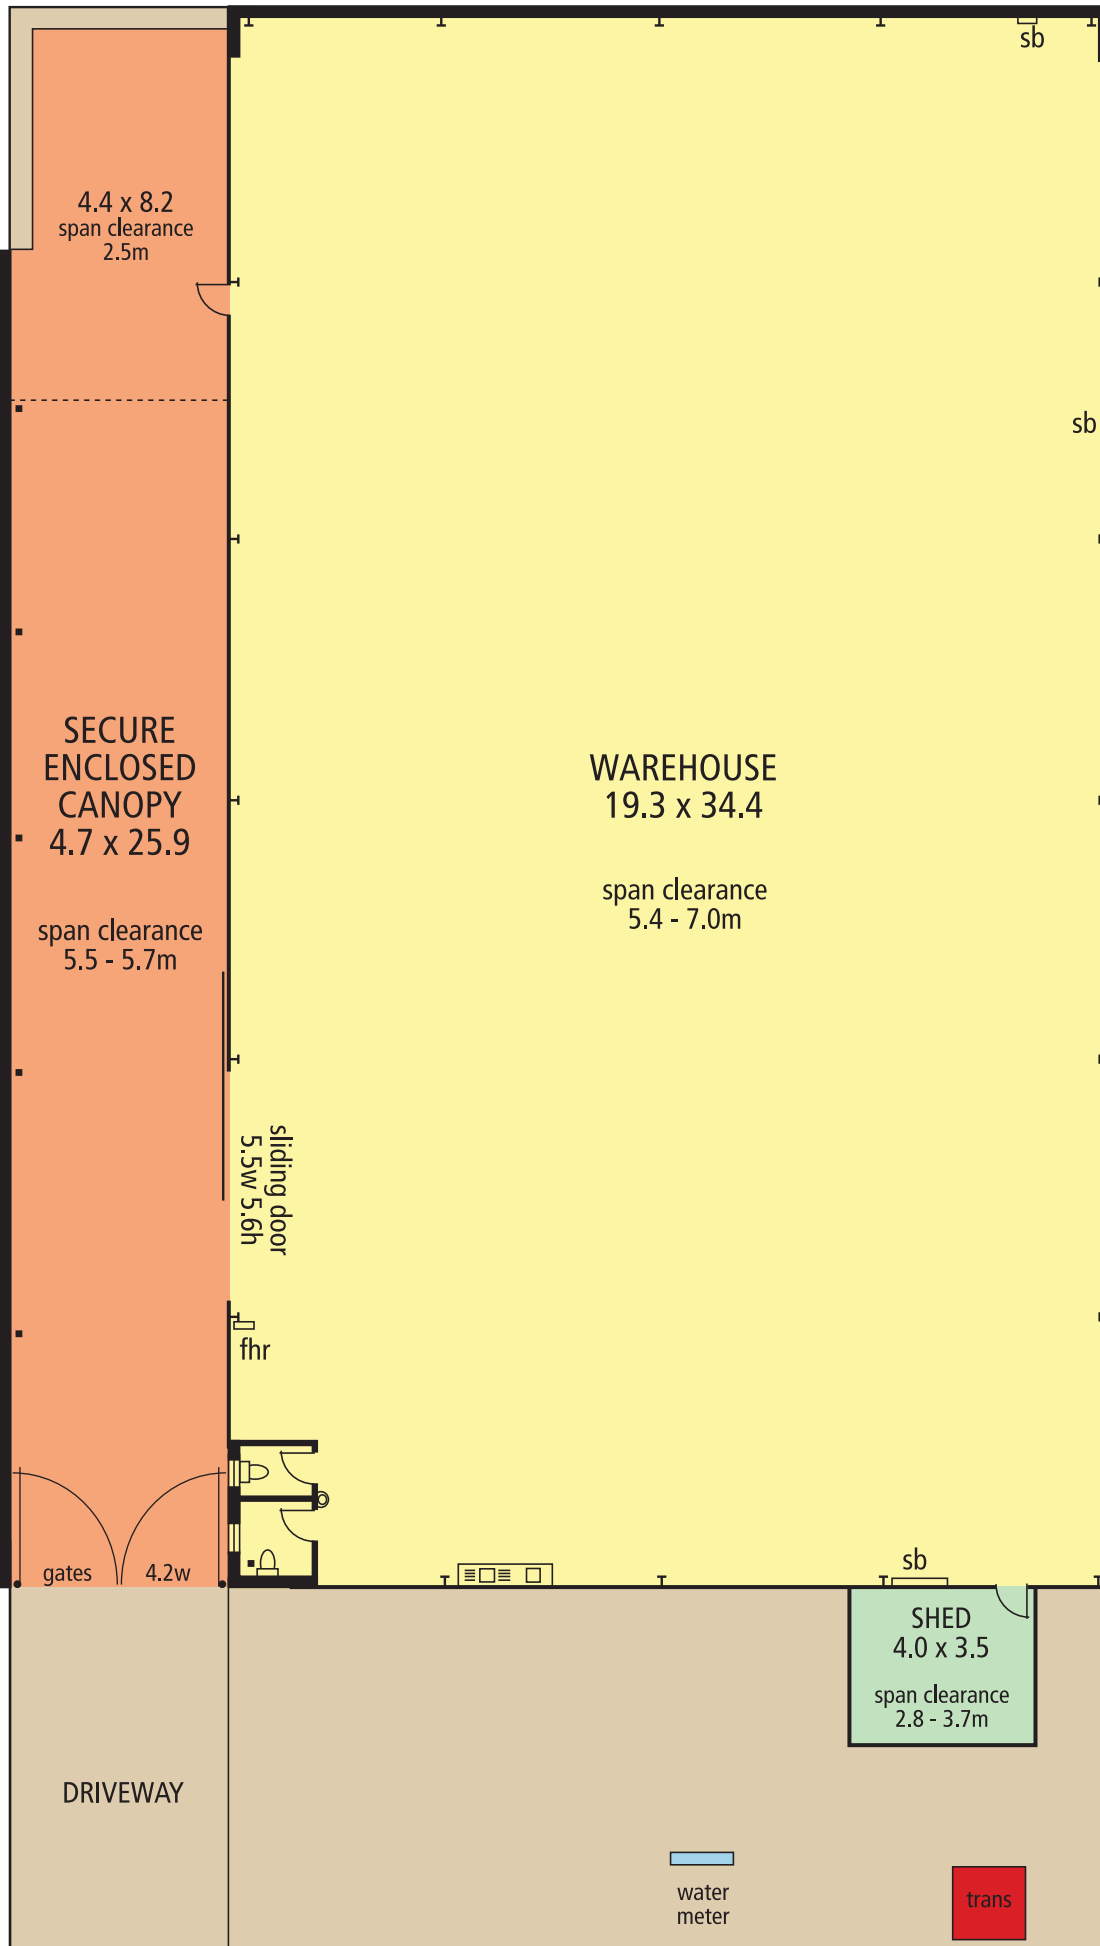 sb
4.4 x 8.2
span clearance
2.5m
sb
SECURE
ENCLOSED
CANOPY
4.7 x 25.9
span clearance
5.5 - 5.7m
WAREHOUSE
19.3 x 34.4
span clearance
5.4 - 7.0m
sliding door
5.5w 5.6h
fhr
gates 4.2w
sb
SHED
4.0 x 3.5
span clearance
2.8 - 3.7m
DRIVEWAY
water
meter
trans